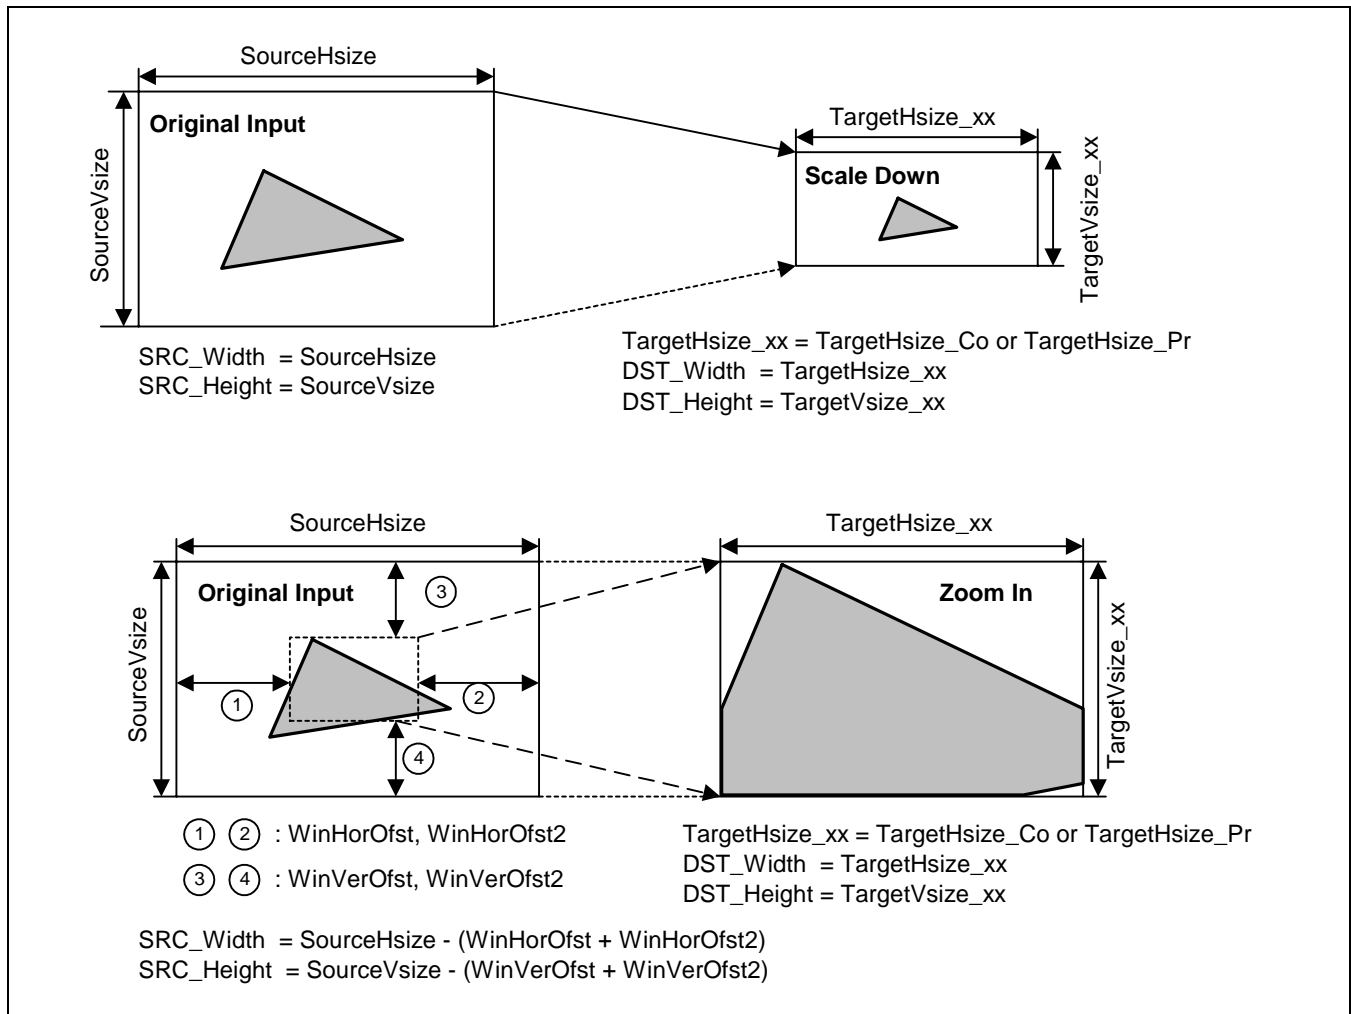 SourceHsize
Original Input
SourceVsize
TargetHsize_xx
Scale Down
TargetVsize_xx
SRC_Width = SourceHsize
SRC_Height = SourceVsize
TargetHsize_xx = TargetHsize_Co or TargetHsize_Pr
DST_Width = TargetHsize_xx
DST_Height = TargetVsize_xx
SourceHsize
Original Input
SourceVsize
3
1
2
4
TargetHsize_xx
Zoom In
TargetVsize_xx
1 2 : WinHorOfst, WinHorOfst2
3 4 : WinVerOfst, WinVerOfst2
TargetHsize_xx = TargetHsize_Co or TargetHsize_Pr
DST_Width = TargetHsize_xx
DST_Height = TargetVsize_xx
SRC_Width = SourceHsize - (WinHorOfst + WinHorOfst2)
SRC_Height = SourceVsize - (WinVerOfst + WinVerOfst2)